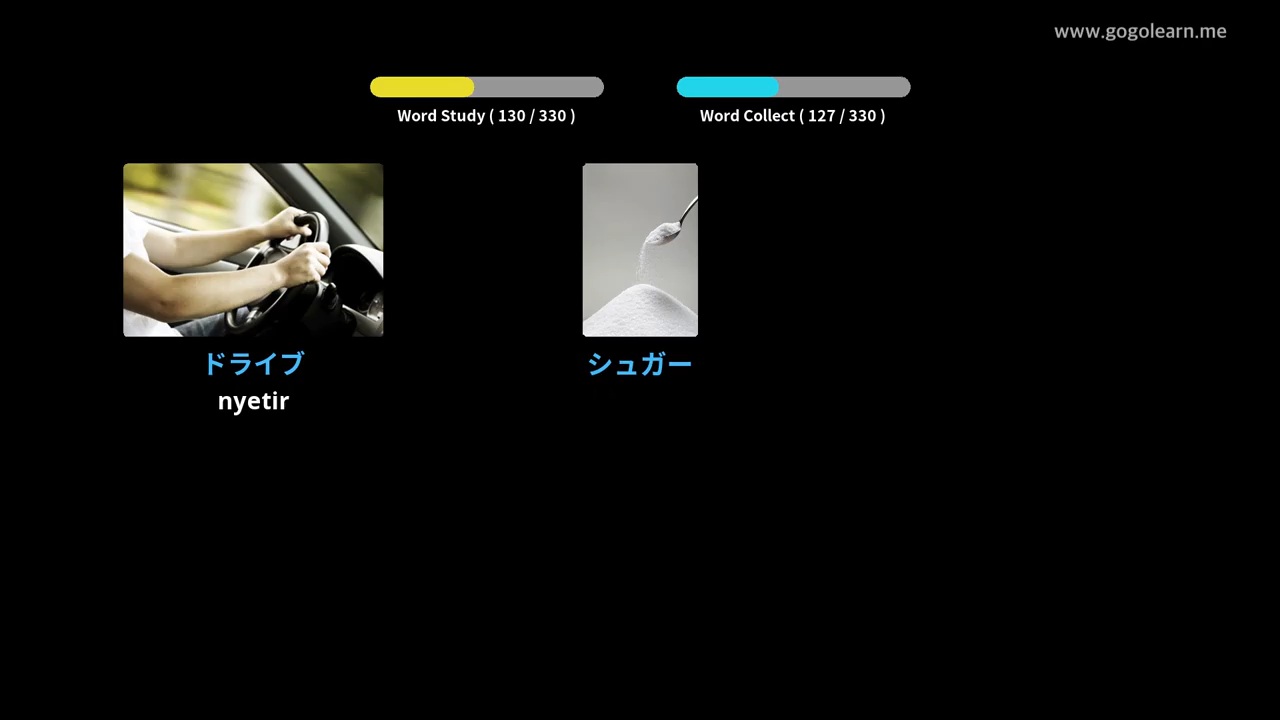 www.gogolearn.me
Word Study ( 130 / 330 )
Word Collect ( 127 / 330 )
ドライブ
nyetir
シュガー